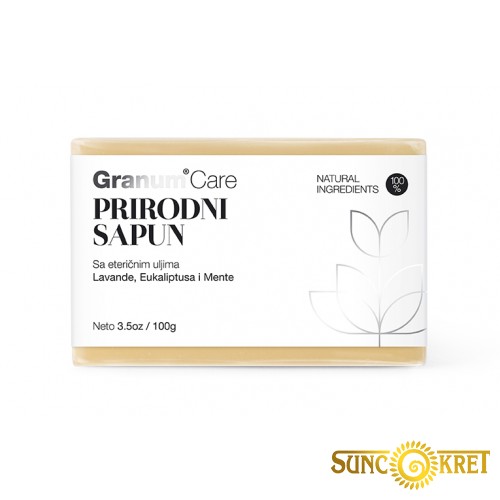 Granum® Care
PRIRODNI
SAPUN
Sa eteričnim uljima
Lavande, Eukaliptusa i Mente
Neto 3.5oz / 100g
NATURAL
INGREDIENTS
100
%
SUNCOKRET